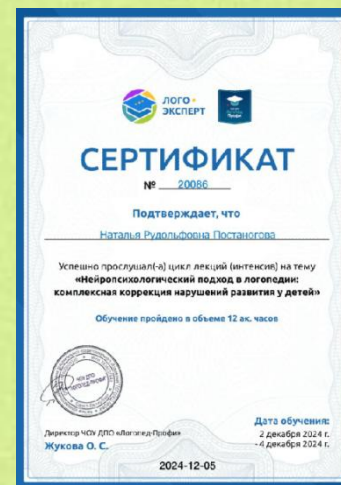 ЛОГО
ЭКСПЕРТ
СЕРТИФИКАТ
№ 20086
Подтверждает, что
Наталья Рудольфовна Постаногова
Успешно прослушал(-а) цикл лекций (интенсив) на тему
«Нейропсихологический подход в логопедии:
комплексная коррекция нарушений развития у детей»
Обучение пройдено в объеме 12 ак. часов
Директор ЧОУ ДПО «Логопед-Профи»
Жукова О. С.
Дата обучения:
2 декабря 2024 г.
- 4 декабря 2024 г.
2024-12-05